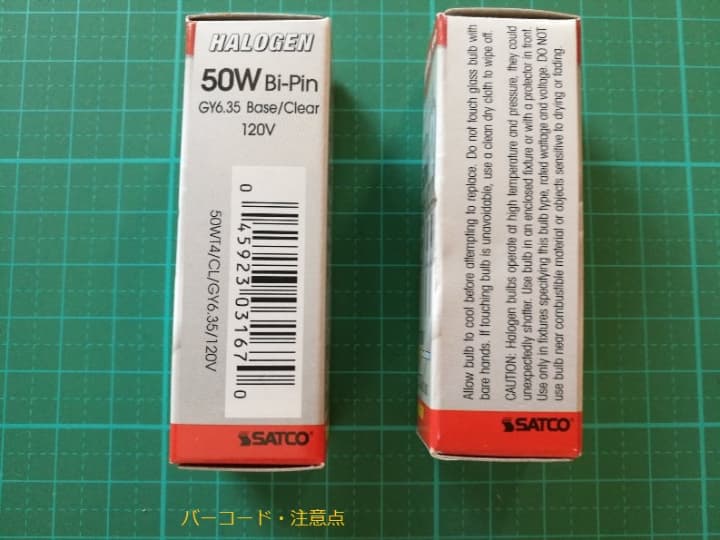 HALOGEN
50W Bi-Pin
GY6.35 Base/Clear
120V
0 45923 03167 0
50WT4/CL/GY6.35/120V
SATCO®
Allow bulb to cool before attempting to replace. Do not touch glass bulb with
bare hands. If touching bulb is unavoidable, use a clean dry cloth to wipe off.
CAUTION: Halogen bulbs operate at high temperature and pressure, they could
unexpectedly shatter. Use bulb in an enclosed fixture or with a protector in front.
Use only in fixtures specifying this bulb type, rated wattage and voltage. DO NOT
use bulb near combustible material or objects sensitive to drying or fading.
SATCO®
バーコード・注意点